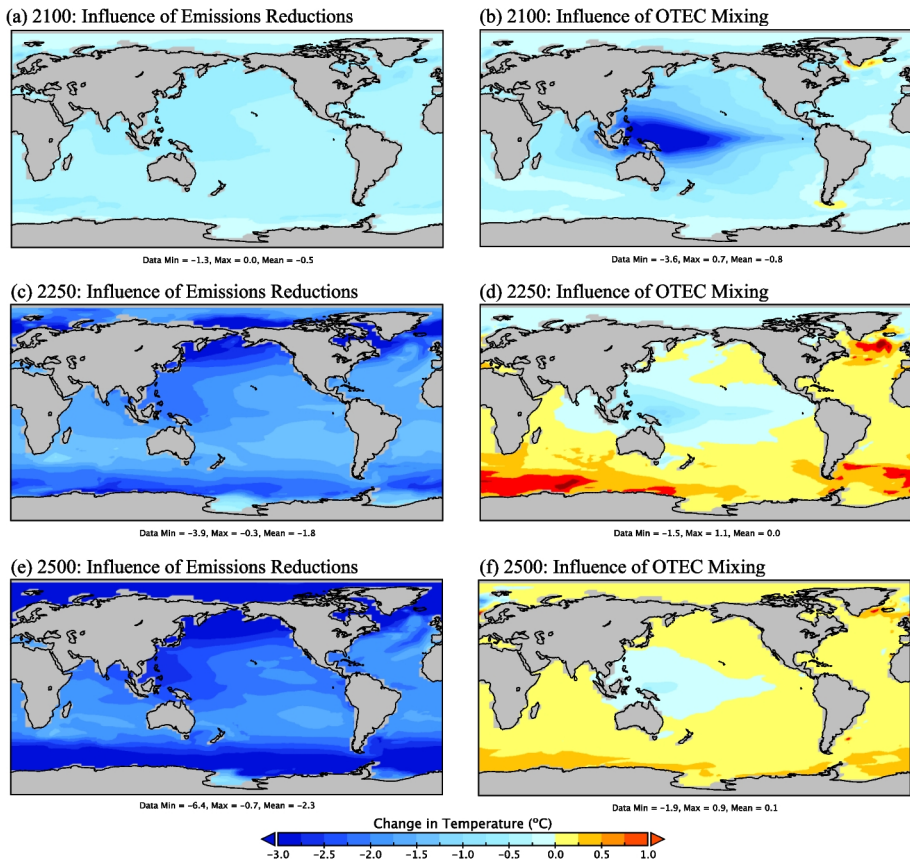 (a) 2100: Influence of Emissions Reductions
(b) 2100: Influence of OTEC Mixing
Data Min = -1.3, Max = 0.0, Mean = -0.5
Data Min = -3.6, Max = 0.7, Mean = -0.8
(c) 2250: Influence of Emissions Reductions
(d) 2250: Influence of OTEC Mixing
Data Min = -3.9, Max = -0.3, Mean = -1.8
Data Min = -1.5, Max = 1.1, Mean = 0.0
(e) 2500: Influence of Emissions Reductions
(f) 2500: Influence of OTEC Mixing
Data Min = -6.4, Max = -0.7, Mean = -2.3
Data Min = -1.9, Max = 0.9, Mean = 0.1
Change in Temperature (ºC)
-3.0 -2.5 -2.0 -1.5 -1.0 -0.5 0.0 0.5 1.0